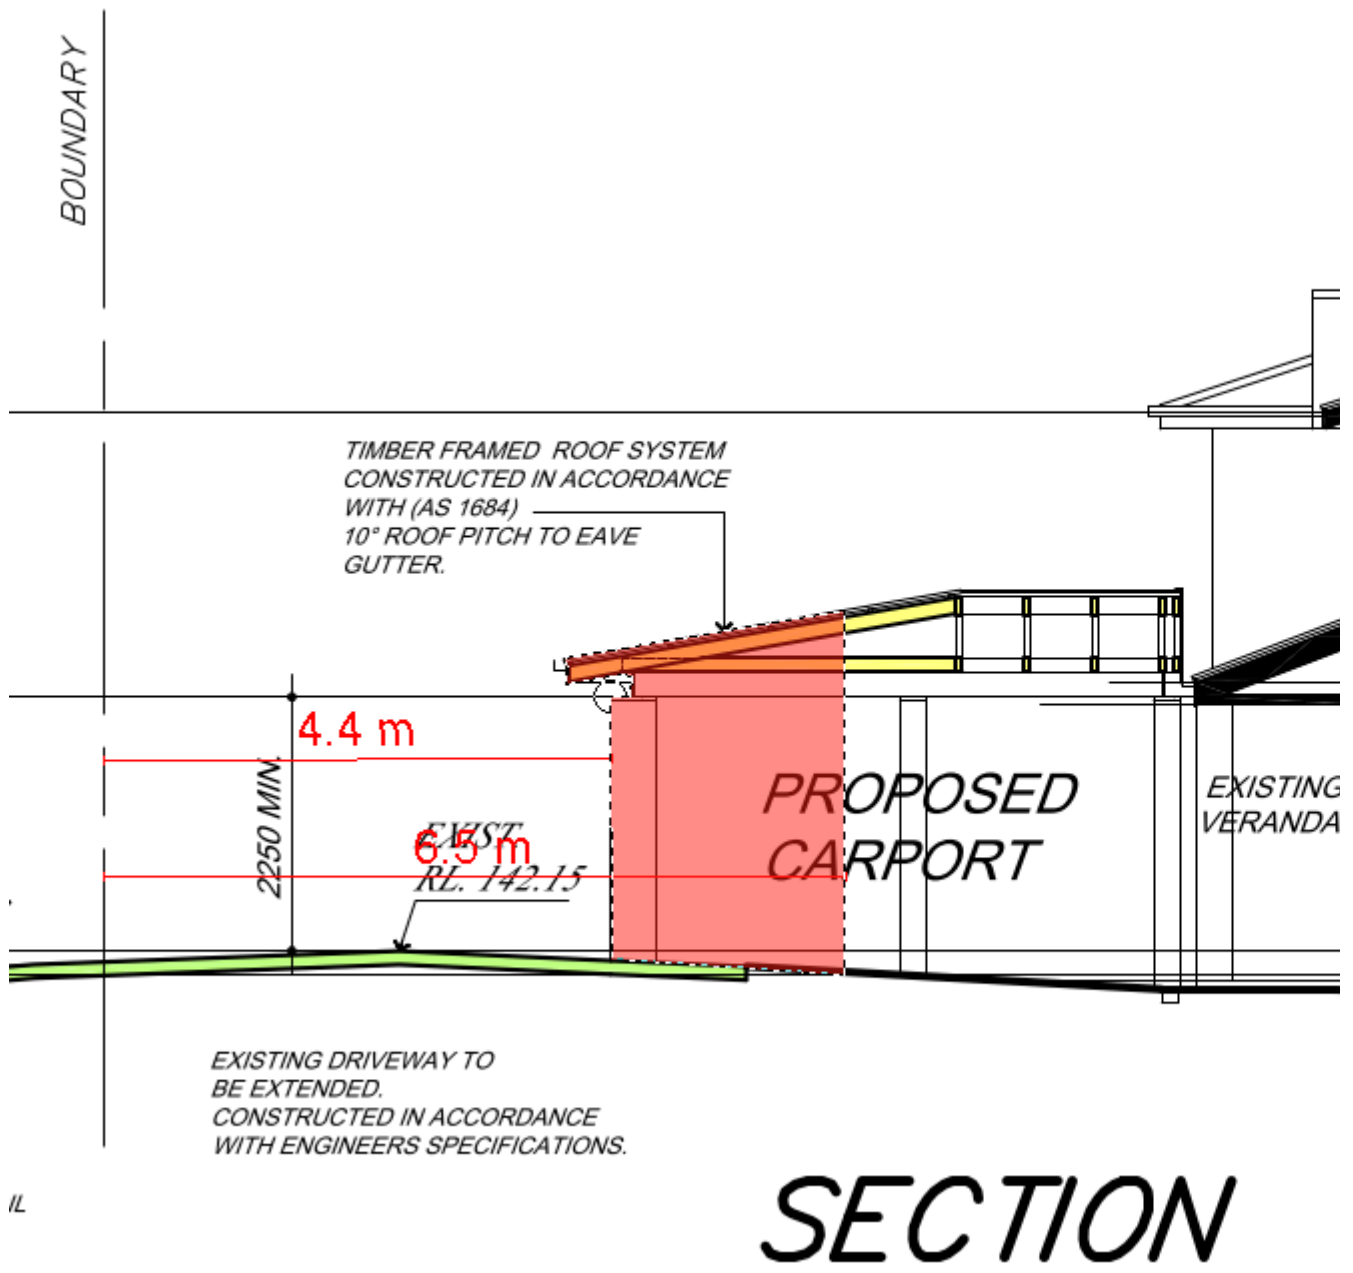 BOUNDARY
TIMBER FRAMED ROOF SYSTEM
CONSTRUCTED IN ACCORDANCE
WITH (AS 1684)
10° ROOF PITCH TO EAVE
GUTTER.
4.4 m
2250 MIN.
PROPOSED
CARPORT
EXISTING
VERANDA
EXIST.
6.5 m
RL. 142.15
EXISTING DRIVEWAY TO
BE EXTENDED.
CONSTRUCTED IN ACCORDANCE
WITH ENGINEERS SPECIFICATIONS.
SECTION